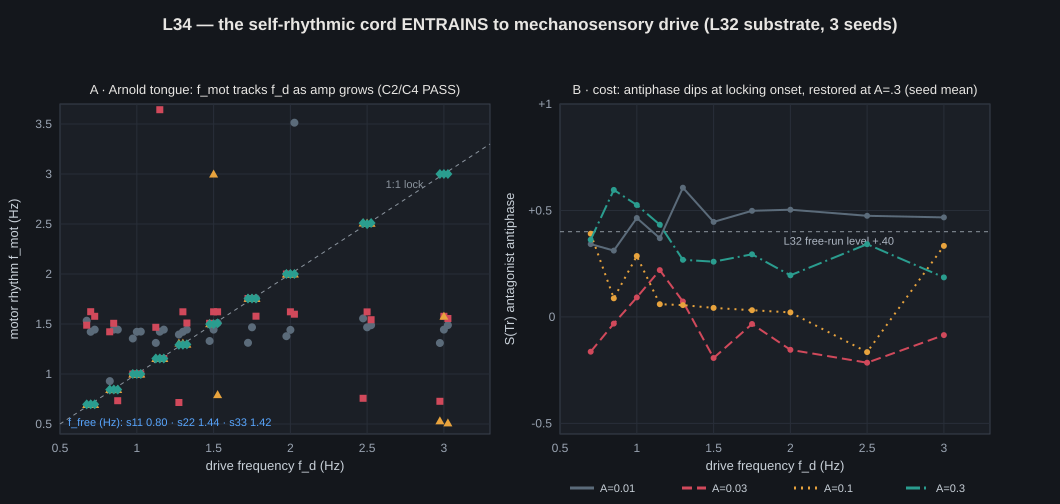 L34 — the self-rhythmic cord ENTRAINS to mechanosensory drive (L32 substrate, 3 seeds)
A · Arnold tongue: f_mot tracks f_d as amp grows (C2/C4 PASS)
motor rhythm f_mot (Hz)
3.5
3
2.5
2
1.5
1
0.5
1:1 lock
f_free (Hz): s11 0.80 · s22 1.44 · s33 1.42
0.5
1
1.5
2
2.5
3
drive frequency f_d (Hz)
B · cost: antiphase dips at locking onset, restored at A=.3 (seed mean)
S(Tr) antagonist antiphase
+1
+0.5
0
-0.5
L32 free-run level +.40
0.5
1
1.5
2
2.5
3
drive frequency f_d (Hz)
A=0.01
A=0.03
A=0.1
A=0.3